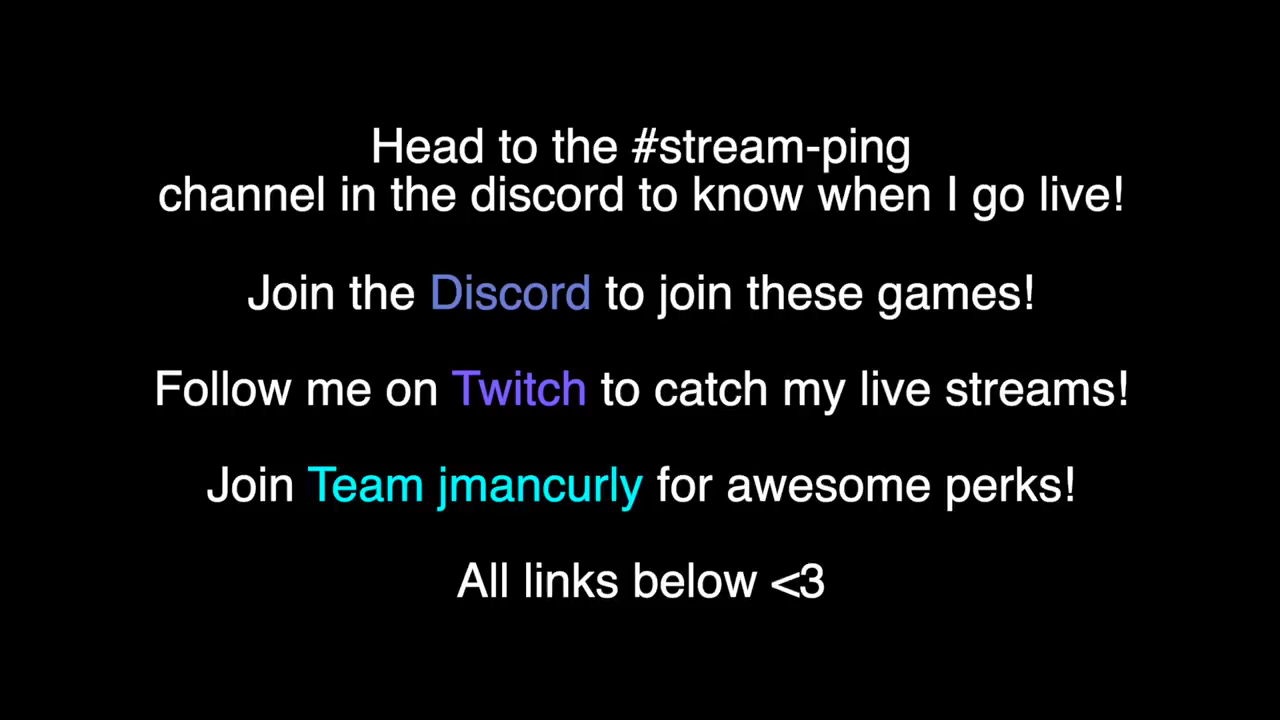 Head to the #stream-ping
channel in the discord to know when I go live!
Join the Discord to join these games!
Follow me on Twitch to catch my live streams!
Join Team jmancurly for awesome perks!
All links below <3